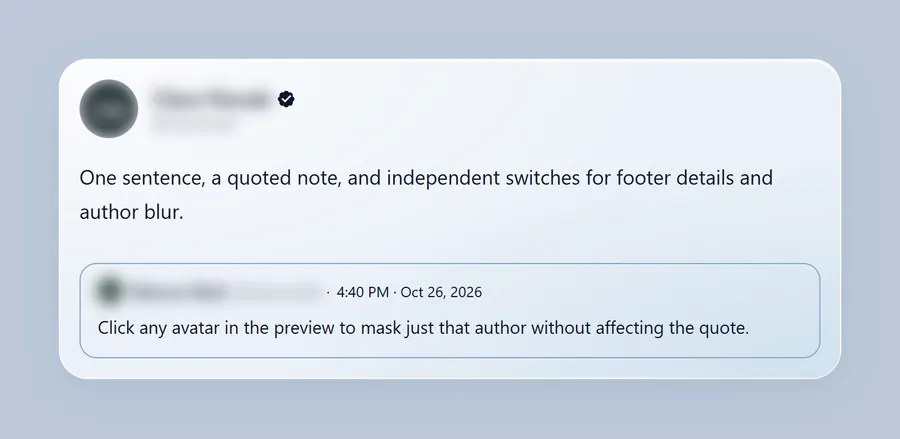 One sentence, a quoted note, and independent switches for footer details and
author blur.
· 4:40 PM · Oct 26, 2026
Click any avatar in the preview to mask just that author without affecting the quote.